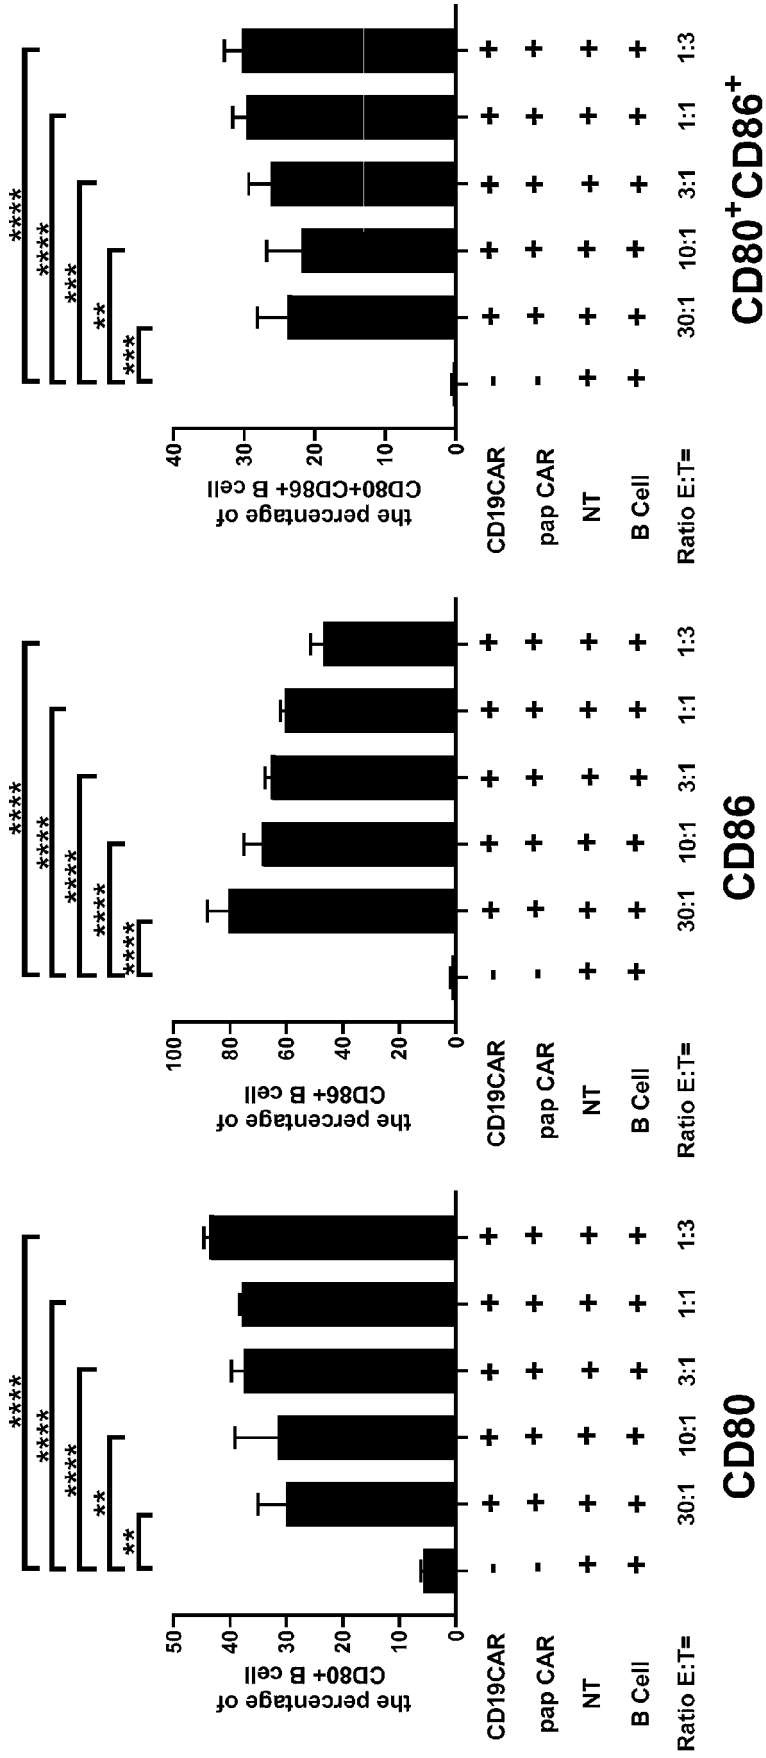 ****
****
****
**
**
the percentage of
CD80+ B cell
50
40
30
20
10
0
CD19CAR - + + + + +
pap CAR - + + + + +
NT + + + + + +
B Cell + + + + + +
Ratio E:T= 30:1 10:1 3:1 1:1 1:3
CD80
****
****
****
****
****
the percentage of
CD86+ B cell
100
80
60
40
20
0
CD19CAR - + + + + +
pap CAR - + + + + +
NT + + + + + +
B Cell + + + + + +
Ratio E:T= 30:1 10:1 3:1 1:1 1:3
CD86
****
****
***
**
***
the percentage of
CD80+CD86+ B cell
40
30
20
10
0
CD19CAR - + + + + +
pap CAR - + + + + +
NT + + + + + +
B Cell + + + + + +
Ratio E:T= 30:1 10:1 3:1 1:1 1:3
CD80⁺CD86⁺